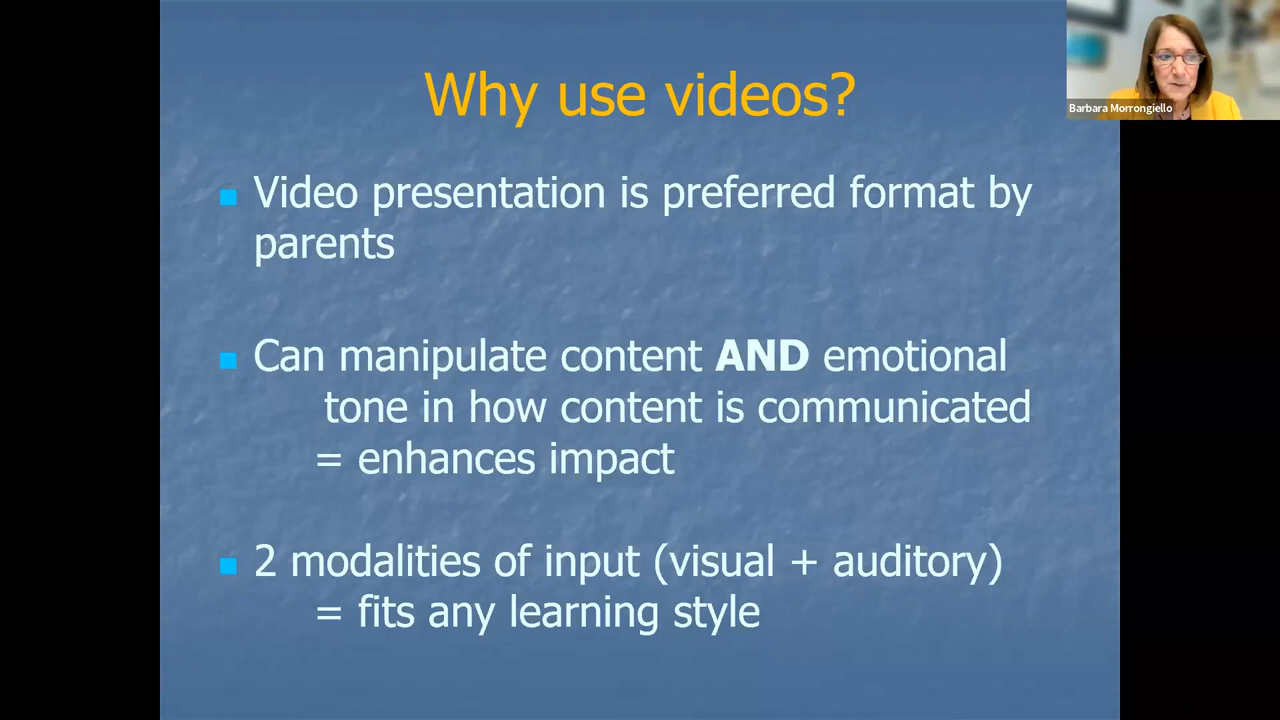 Why use videos?
Barbara Morrongiello
Video presentation is preferred format by
parents
Can manipulate content AND emotional
tone in how content is communicated
= enhances impact
2 modalities of input (visual + auditory)
= fits any learning style